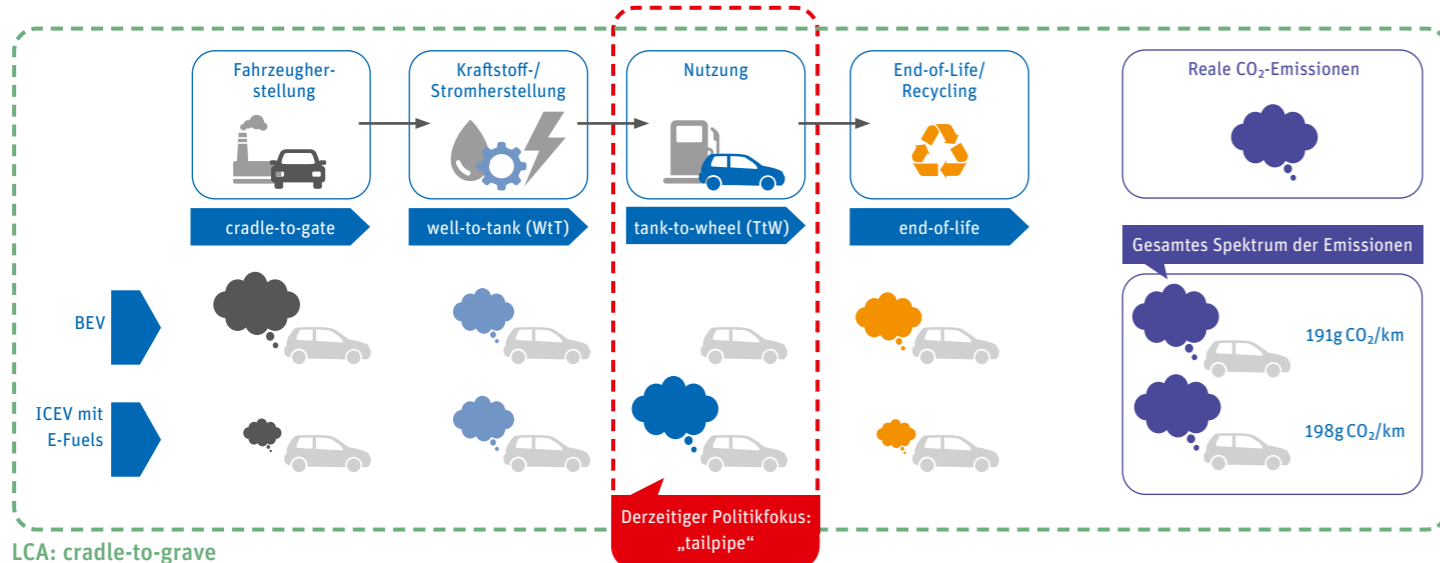 Fahrzeugher-
stellung
Kraftstoff-/
Stromherstellung
Nutzung
End-of-Life/
Recycling
Reale CO₂-Emissionen
cradle-to-gate
well-to-tank (WtT)
tank-to-wheel (TtW)
end-of-life
Gesamtes Spektrum der Emissionen
BEV
191g CO₂/km
ICEV mit
E-Fuels
198g CO₂/km
Derzeitiger Politikfokus:
„tailpipe“
LCA: cradle-to-grave